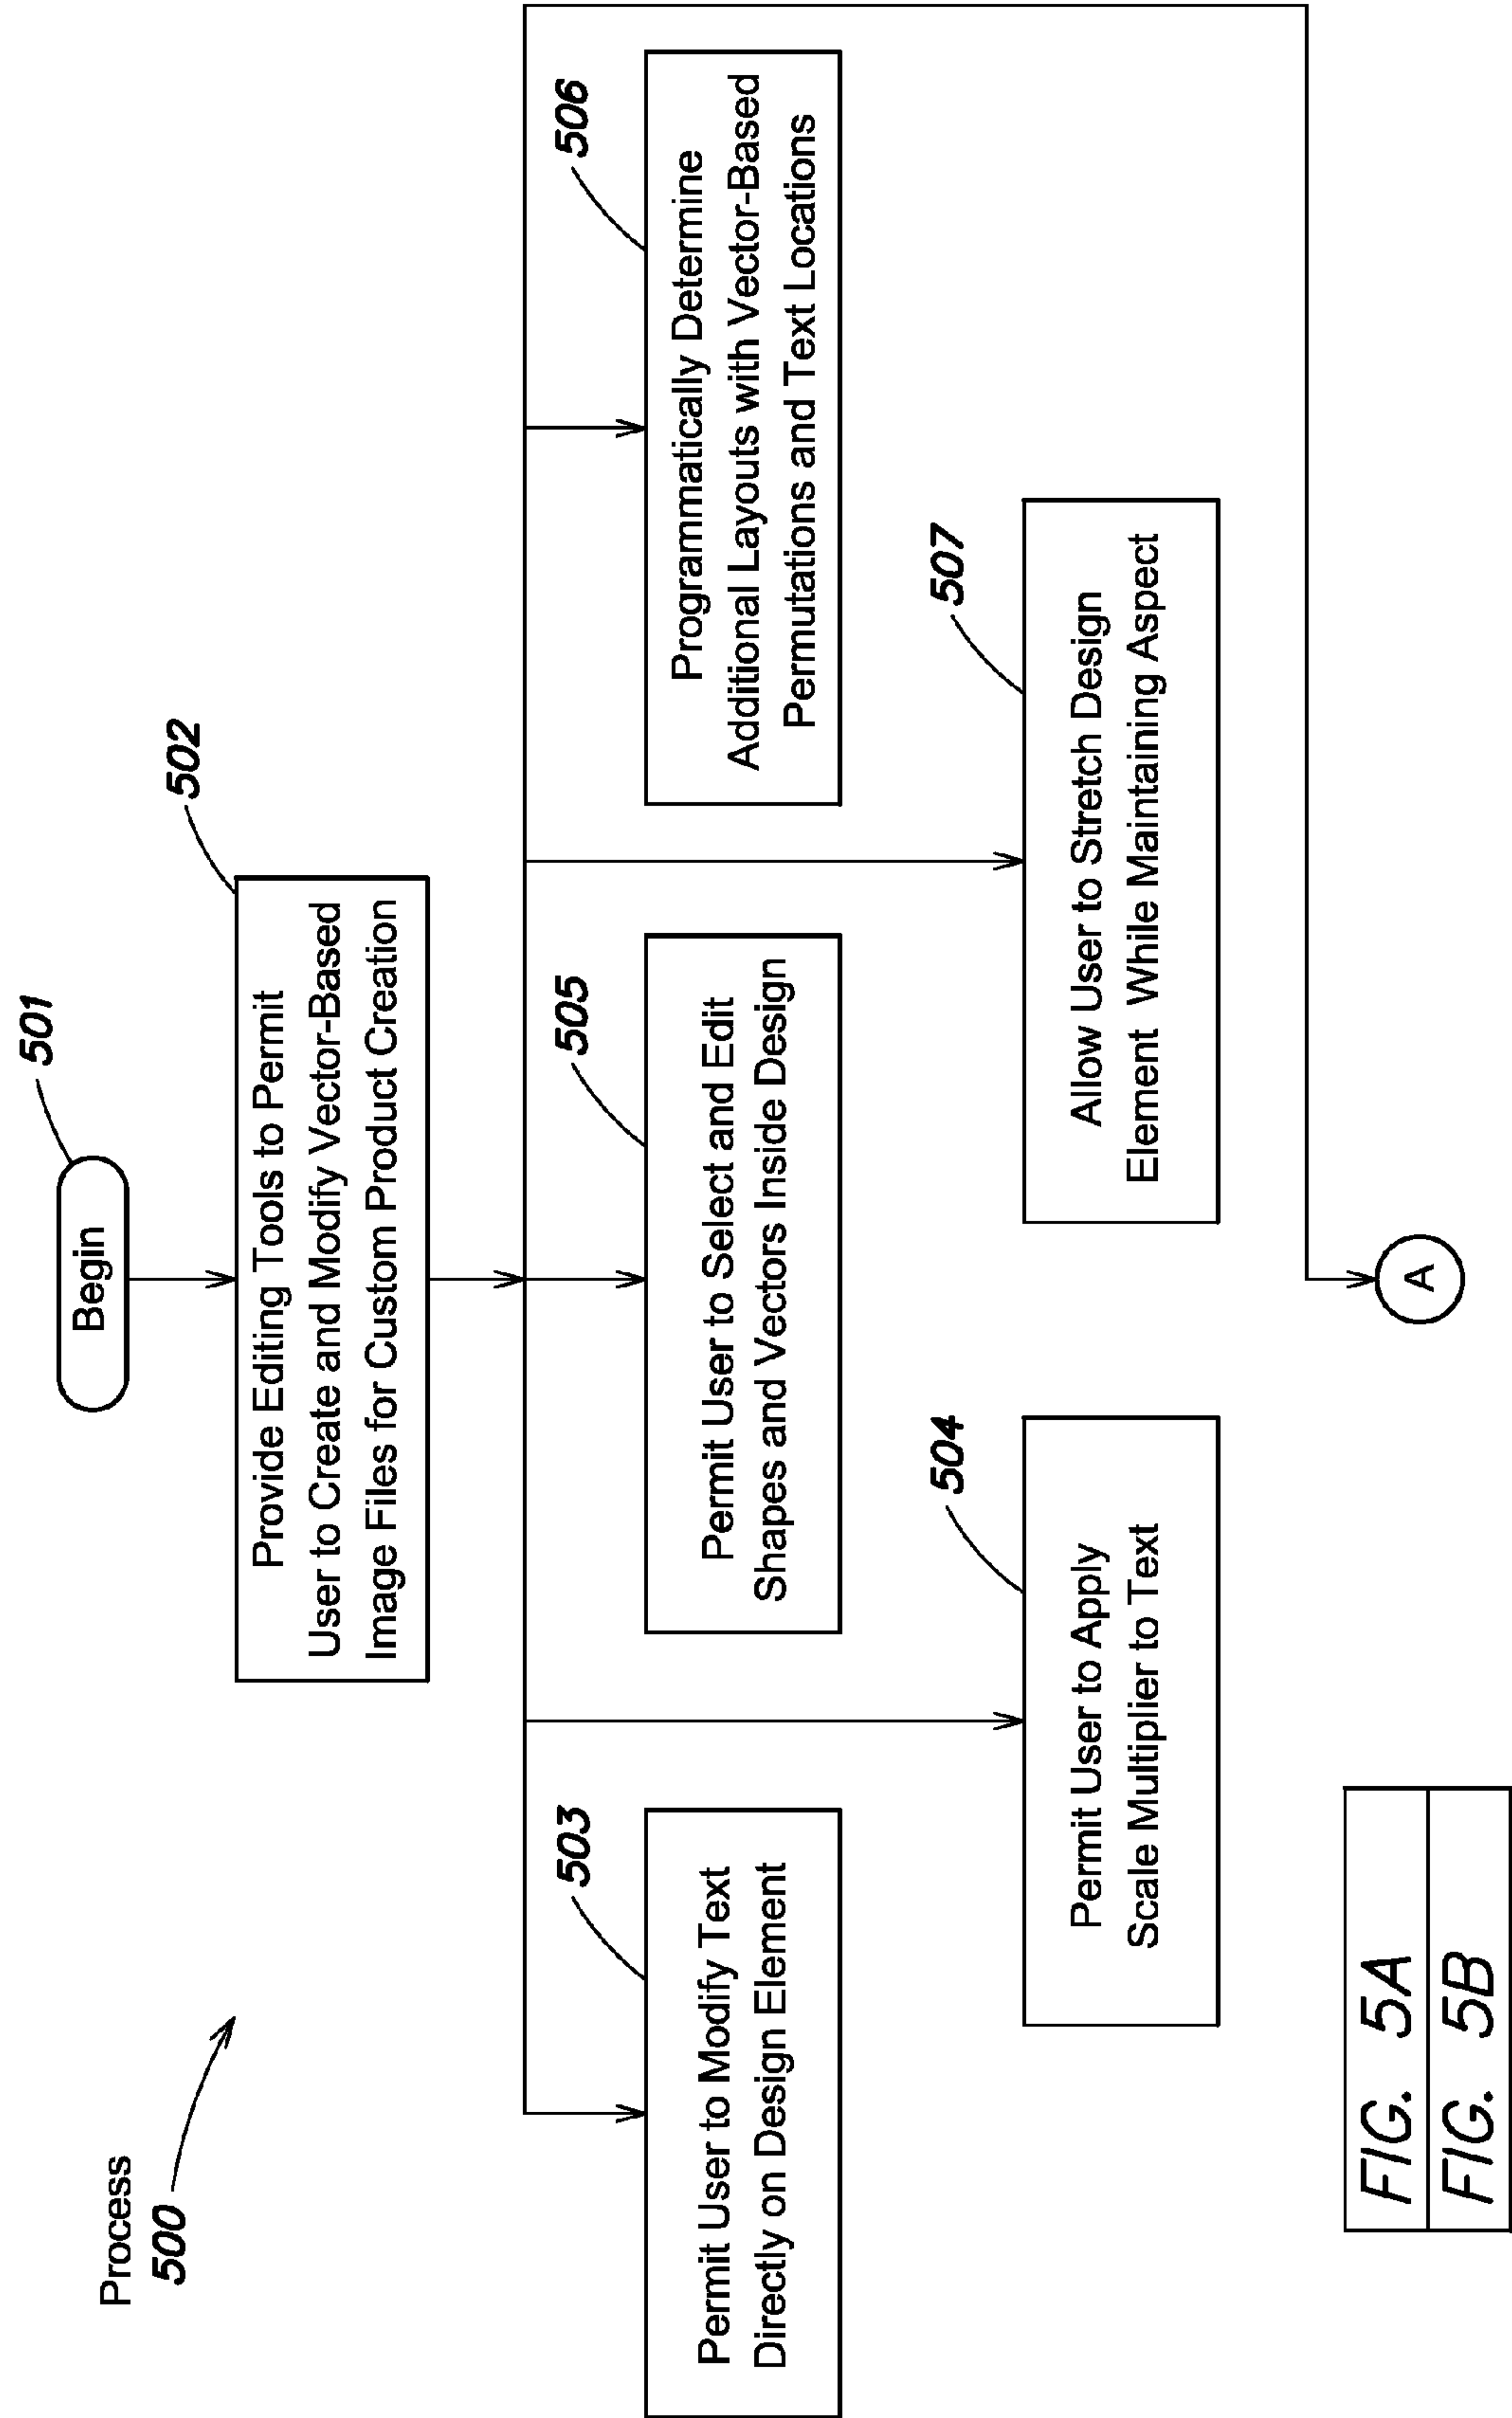 Process
500
501
Begin
502
Provide Editing Tools to Permit
User to Create and Modify Vector-Based
Image Files for Custom Product Creation
503
Permit User to Modify Text
Directly on Design Element
505
Permit User to Select and Edit
Shapes and Vectors Inside Design
506
Programmatically Determine
Additional Layouts with Vector-Based
Permutations and Text Locations
504
Permit User to Apply
Scale Multiplier to Text
507
Allow User to Stretch Design
Element While Maintaining Aspect
A
FIG. 5A
FIG. 5B